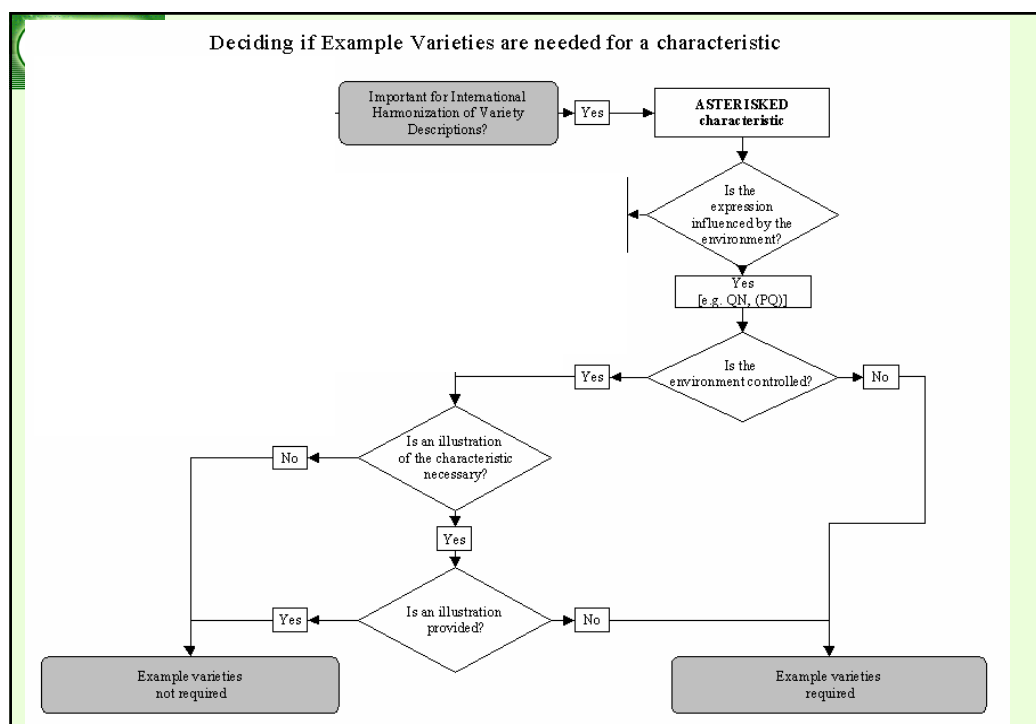 Deciding if Example Varieties are needed for a characteristic
Important for International
Harmonization of Variety
Descriptions?
Yes
ASTERISKED
characteristic
Is the
expression
influenced by the
environment?
Yes
[e.g. QN, (PQ)]
Is the
environment controlled?
Yes
No
Is an illustration
of the characteristic
necessary?
No
Yes
Is an illustration
provided?
Yes
No
Example varieties
not required
Example varieties
required